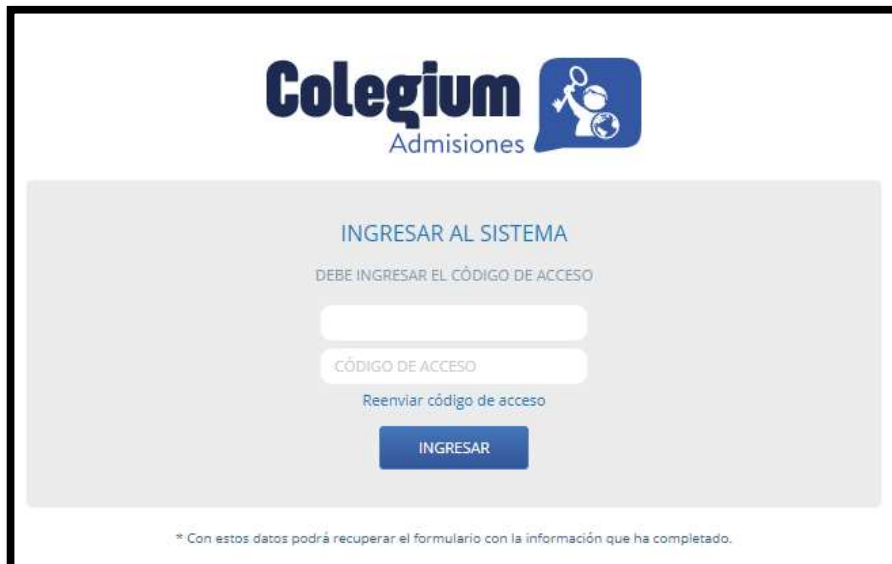 Colegium
Admisiones
INGRESAR AL SISTEMA
DEBE INGRESAR EL CÓDIGO DE ACCESO
CÓDIGO DE ACCESO
Reenviar código de acceso
INGRESAR
* Con estos datos podrá recuperar el formulario con la información que ha completado.